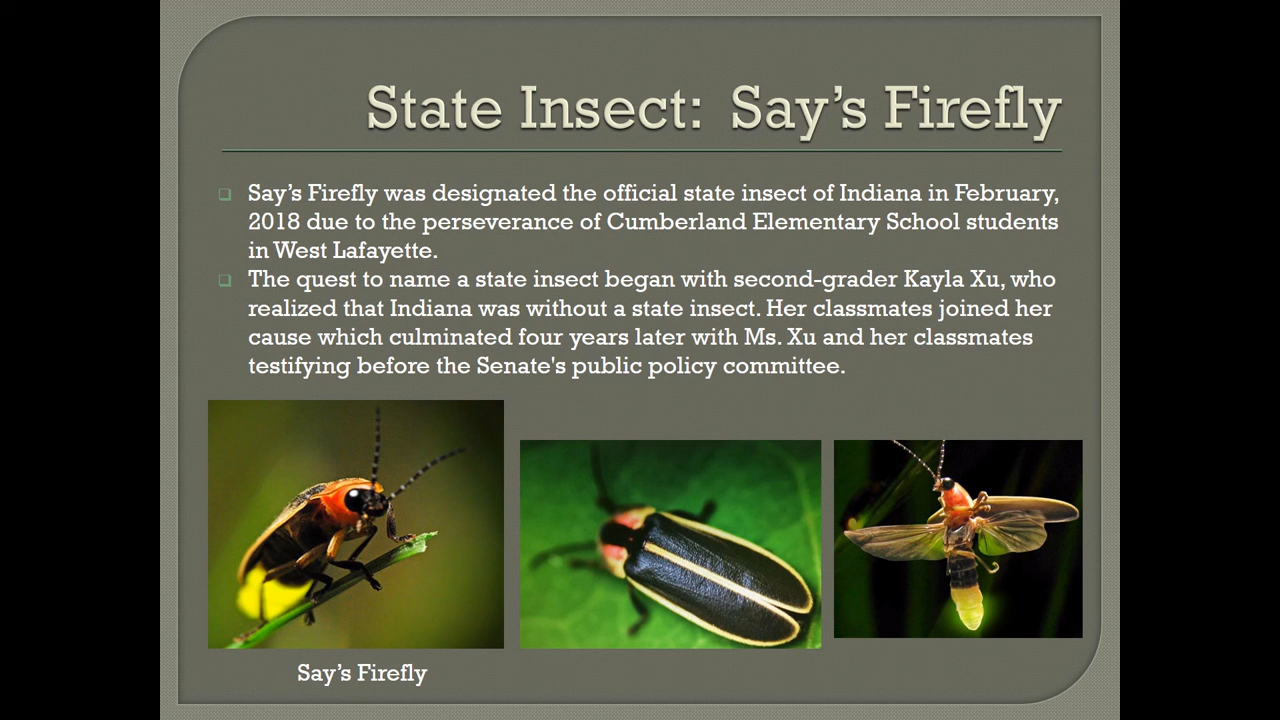 State Insect: Say’s Firefly
Say’s Firefly was designated the official state insect of Indiana in February,
2018 due to the perseverance of Cumberland Elementary School students
in West Lafayette.
The quest to name a state insect began with second-grader Kayla Xu, who
realized that Indiana was without a state insect. Her classmates joined her
cause which culminated four years later with Ms. Xu and her classmates
testifying before the Senate's public policy committee.
Say’s Firefly